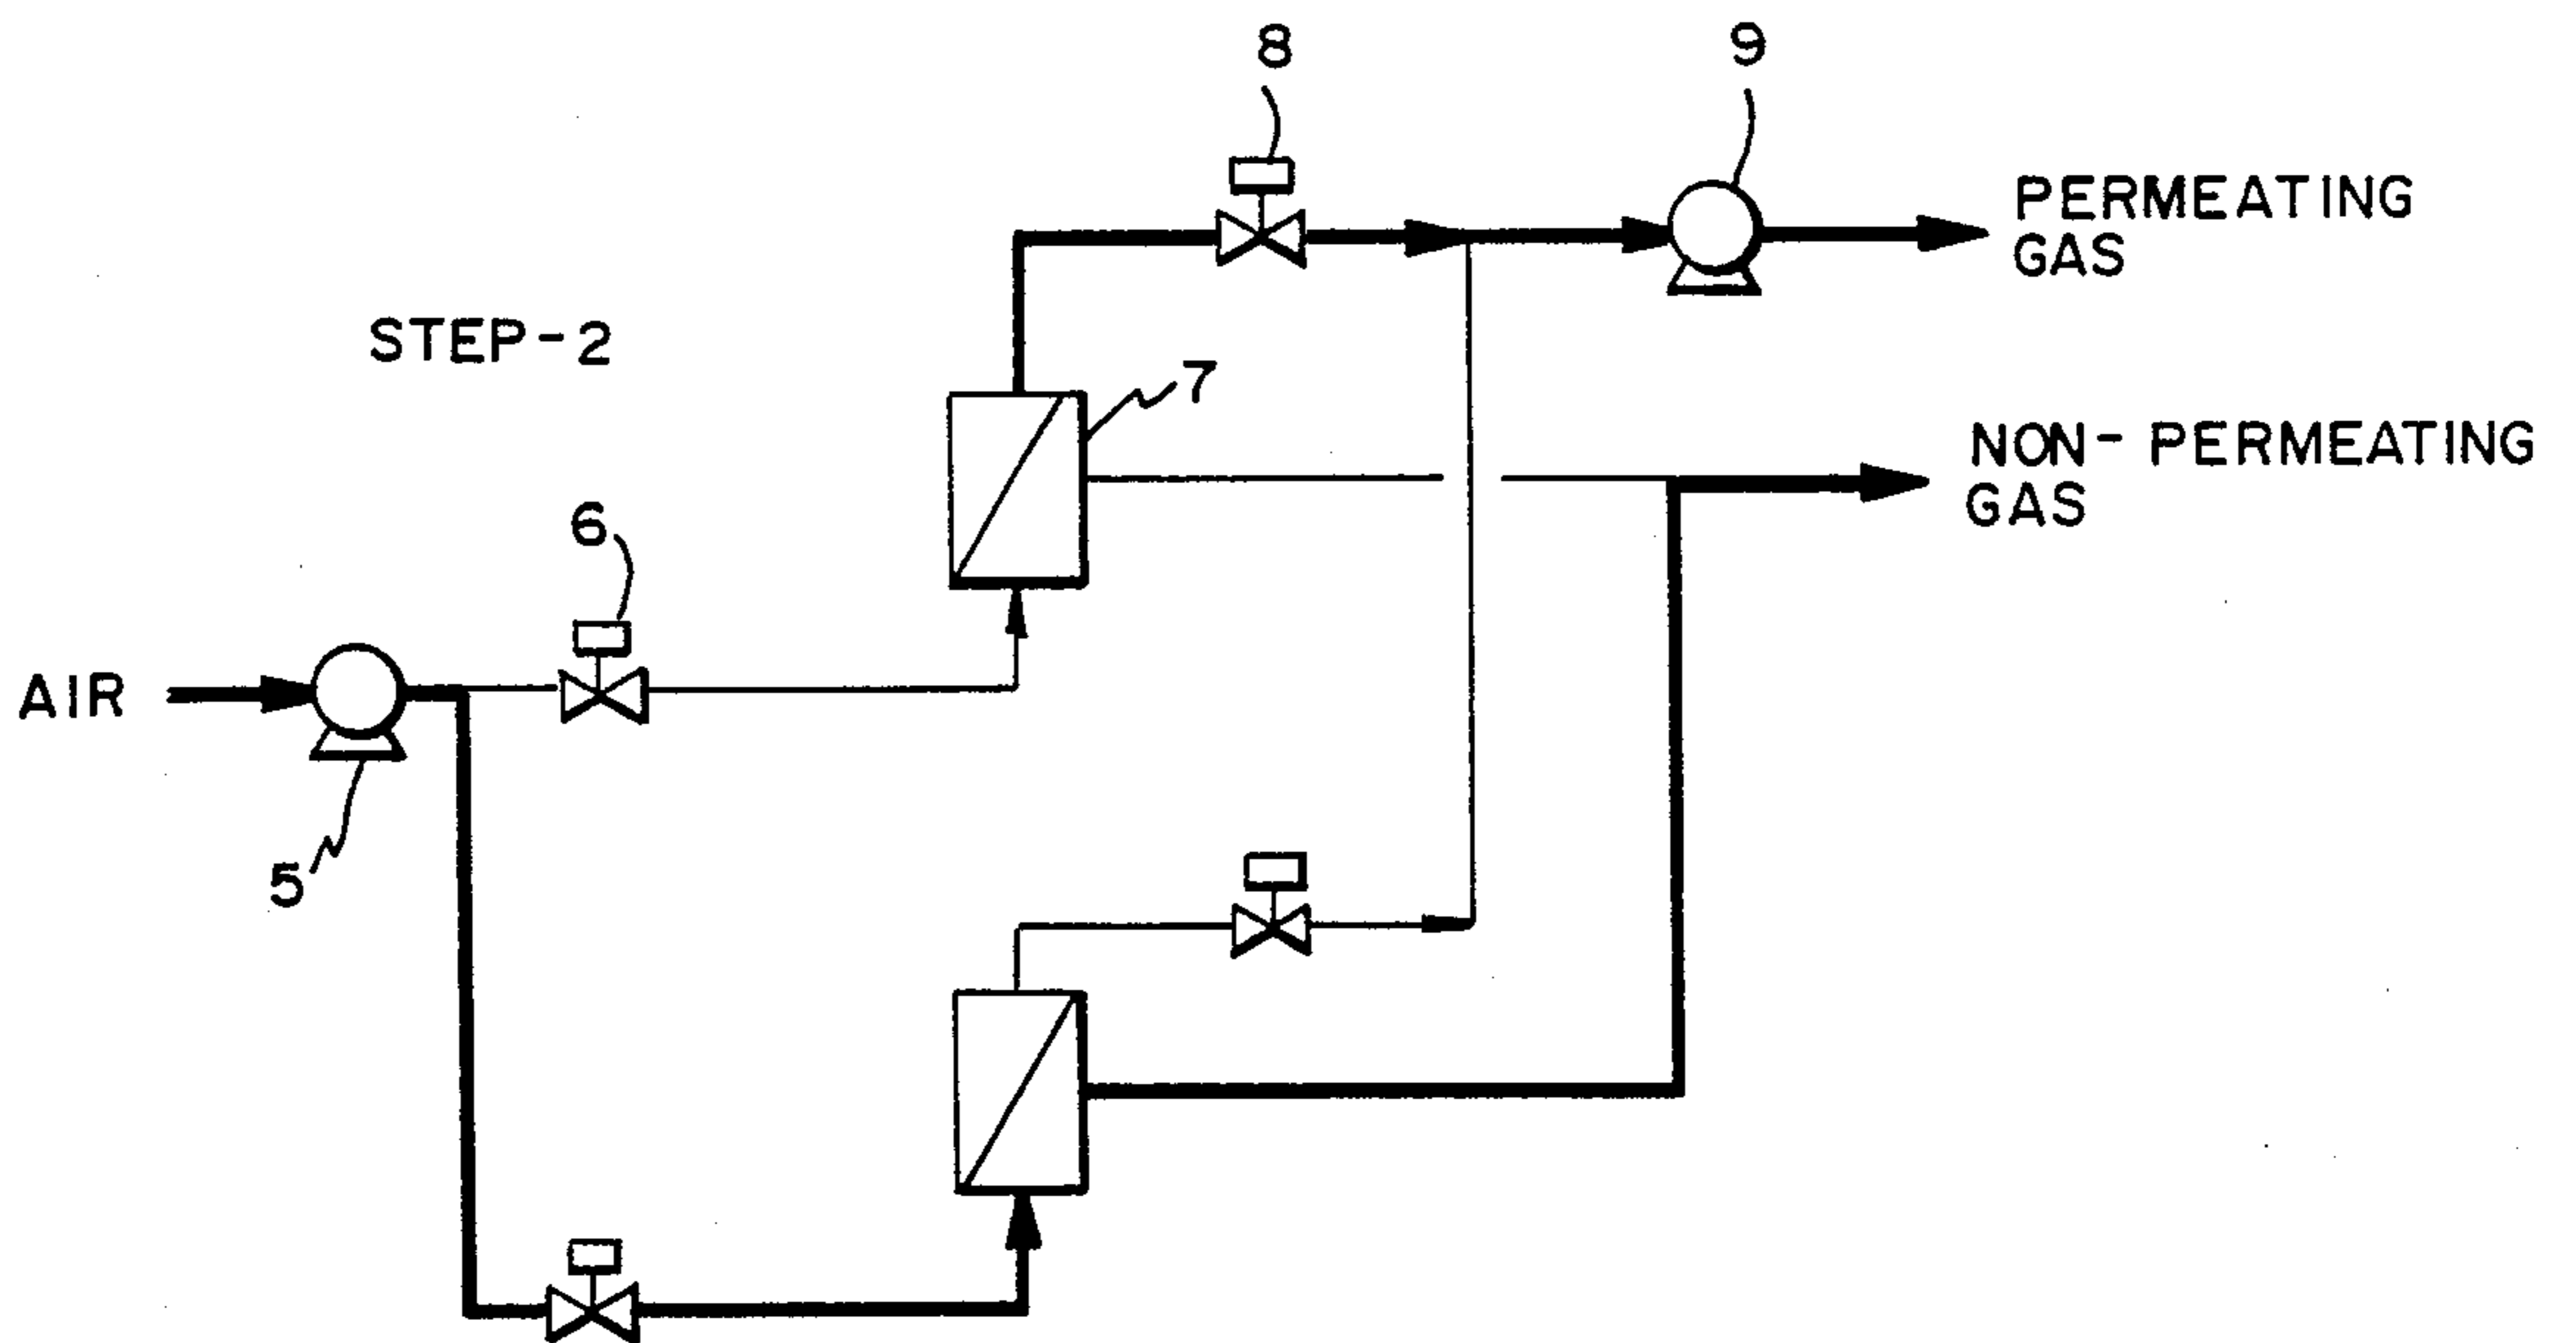 8
9
PERMEATING
GAS
STEP-2
7
NON- PERMEATING
GAS
6
AIR
5